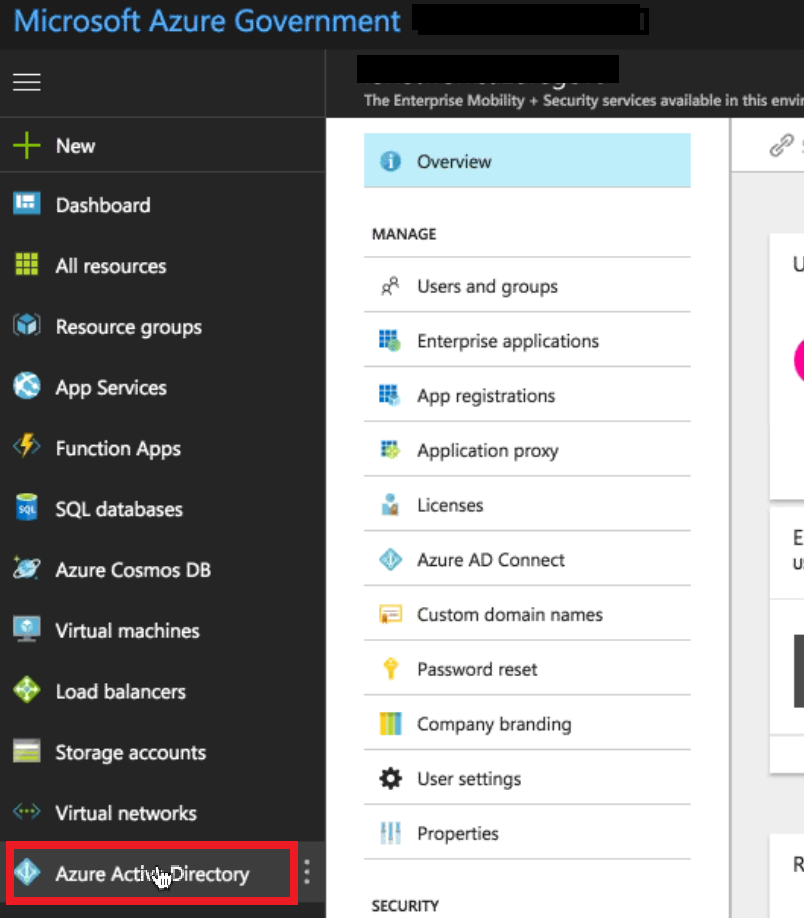 Microsoft Azure Government
The Enterprise Mobility + Security services available in this envir
New
Dashboard
All resources
Resource groups
App Services
Function Apps
SQL databases
SQL
Azure Cosmos DB
Virtual machines
Load balancers
Storage accounts
Virtual networks
Azure Active Directory
Overview
MANAGE
Users and groups
Enterprise applications
App registrations
Application proxy
Licenses
Azure AD Connect
Custom domain names
Password reset
Company branding
User settings
Properties
SECURITY
U
E
R